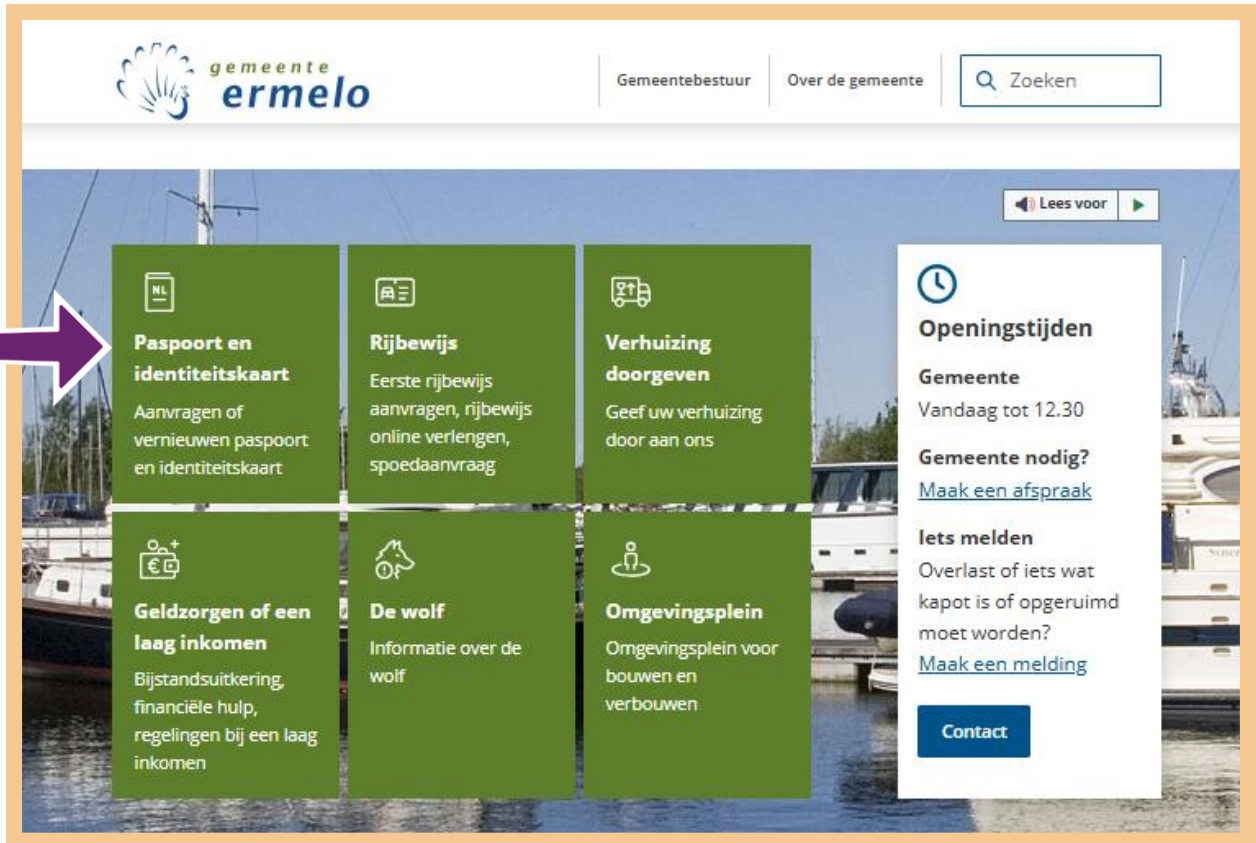 gemeente
ermelo
Gemeentebestuur
Over de gemeente
Zoeken
Lees voor
NL
Paspoort en
identiteitskaart
Aanvragen of
vernieuwen paspoort
en identiteitskaart
Rijbewijs
Eerste rijbewijs
aanvragen, rijbewijs
online verlengen,
spoedaanvraag
Verhuizing
doorgeven
Geef uw verhuizing
door aan ons
Geldzorgen of een
laag inkomen
Bijstandsuitkering,
financiële hulp,
regelingen bij een laag
inkomen
De wolf
Informatie over de
wolf
Omgevingsplein
Omgevingsplein voor
bouwen en
verbouwen
Openingstijden
Gemeente
Vandaag tot 12.30
Gemeente nodig?
Maak een afspraak
Iets melden
Overlast of iets wat
kapot is of opgeruimd
moet worden?
Maak een melding
Contact